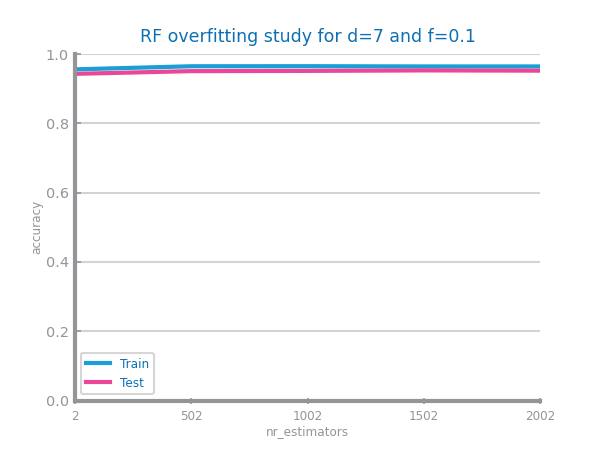 RF overfitting study for d=7 and f=0.1
1.0
0.8
0.6
0.4
0.2
0.0
accuracy
Train
Test
2 502 1002 1502 2002
nr_estimators